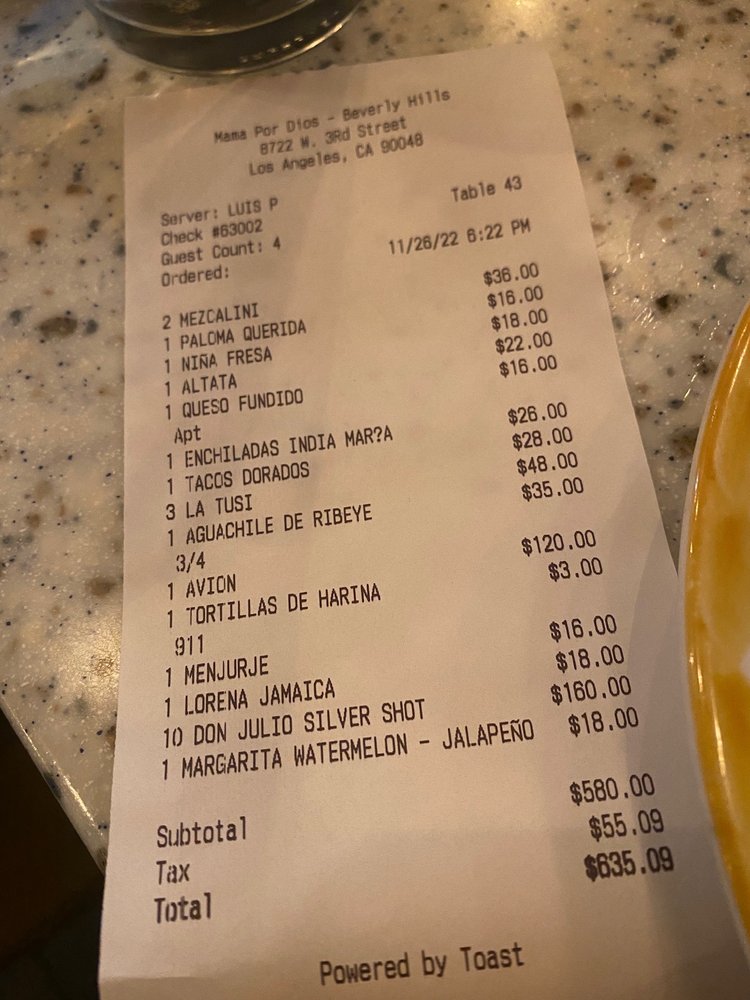 Mama Por Dios - Beverly Hills
8722 W. 3Rd Street
Los Angeles, CA 90048
Server: LUIS P Table 43
Check #63002
Guest Count: 4 11/26/22 6:22 PM
Ordered:
2 MEZCALINI $36.00
1 PALOMA QUERIDA $16.00
1 NIÑA FRESA $18.00
1 ALTATA $22.00
1 QUESO FUNDIDO $16.00
Apt
1 ENCHILADAS INDIA MAR?A $26.00
1 TACOS DORADOS $28.00
3 LA TUSI $48.00
1 AGUACHILE DE RIBEYE $35.00
3/4
1 AVION $120.00
1 TORTILLAS DE HARINA $3.00
911
1 MENJURJE $16.00
1 LORENA JAMAICA $18.00
10 DON JULIO SILVER SHOT $160.00
1 MARGARITA WATERMELON - JALAPEÑO $18.00
Subtotal $580.00
Tax $55.09
Total $635.09
Powered by Toast